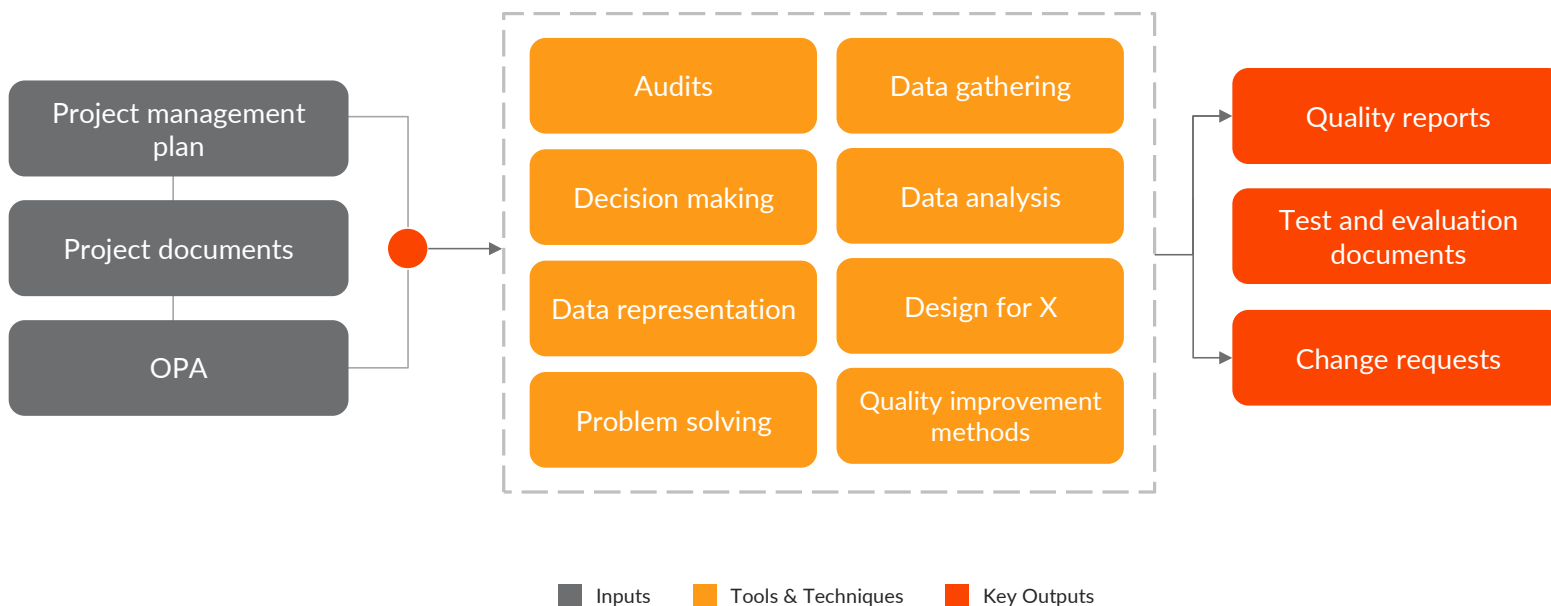 Project management
plan
Project documents
OPA
Audits
Data gathering
Decision making
Data analysis
Data representation
Design for X
Problem solving
Quality improvement
methods
Quality reports
Test and evaluation
documents
Change requests
Inputs
Tools & Techniques
Key Outputs